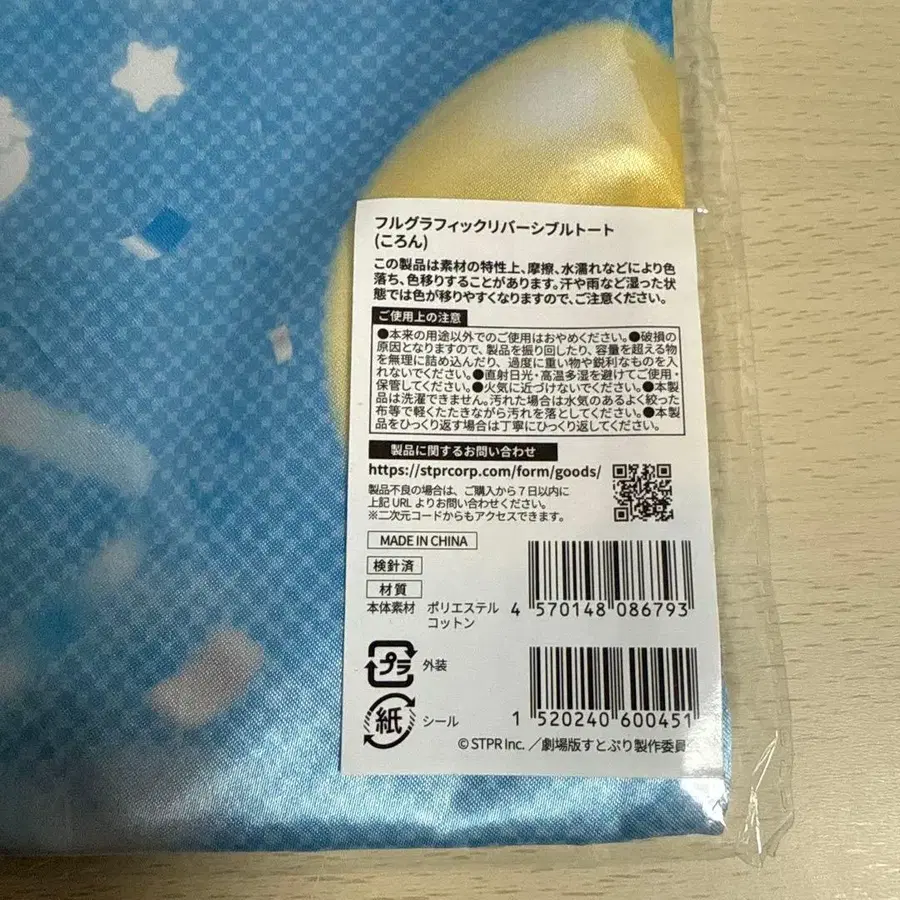 フルグラフィックリバーシブルトート
(ころん)
この製品は素材の特性上、摩擦、水濡れなどにより色
落ち、色移りすることがあります。汗や雨など湿った状
態では色が移りやすくなりますので、ご注意ください。
ご使用上の注意
●本来の用途以外でのご使用はおやめください。●破損の
原因となりますので、製品を振り回したり、容量を超える物
を無理に詰め込んだり、過度に重い物や鋭利なものを入
れないでください。●直射日光・高温多湿を避けてご使用・
保管してください。●火気に近づけないでください。●本製
品は洗濯できません。汚れた場合は水気のあるよく絞った
布等で軽くたたきながら汚れを落としてください。●本製
品をひっくり返す場合は丁寧にひっくり返してください。
製品に関するお問い合わせ
https://stprcorp.com/form/goods/
製品不良の場合は、ご購入から7日以内に
上記URLよりお問い合わせください。
※二次元コードからもアクセスできます。
MADE IN CHINA
検針済
材質
本体素材 ポリエステル
コットン
4 570148 086793
プラ 外装
紙 シール
1 520240 600451
© STPR Inc. ／劇場版すとぷり製作委員